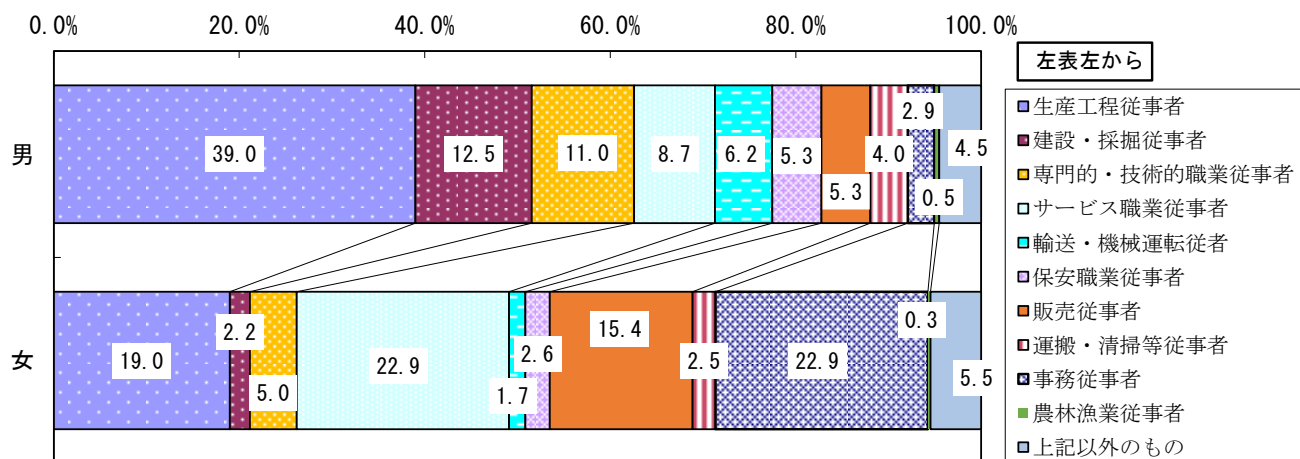 0.0% 20.0% 40.0% 60.0% 80.0% 100.0%
左表左から
男
39.0 12.5 11.0 8.7 6.2 5.3 5.3 4.0 2.9 0.5 4.5
女
19.0 2.2 5.0 22.9 1.7 2.6 15.4 2.5 22.9 0.3 5.5
生産工程従事者
建設・採掘従事者
専門的・技術的職業従事者
サービス職業従事者
輸送・機械運転従者
保安職業従事者
販売従事者
運搬・清掃等従事者
事務従事者
農林漁業従事者
上記以外のもの